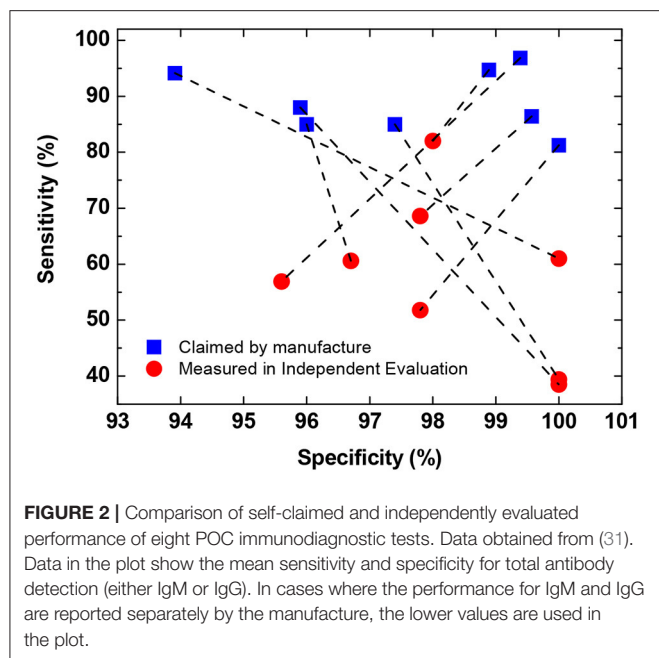 100
90
80
70
60
50
40
Sensitivity (%)
Claimed by manufacture
Measured in Independent Evaluation
93 94 95 96 97 98 99 100 101
Specificity (%)
FIGURE 2 | Comparison of self-claimed and independently evaluated
performance of eight POC immunodiagnostic tests. Data obtained from (31).
Data in the plot show the mean sensitivity and specificity for total antibody
detection (either IgM or IgG). In cases where the performance for IgM and IgG
are reported separately by the manufacture, the lower values are used in
the plot.